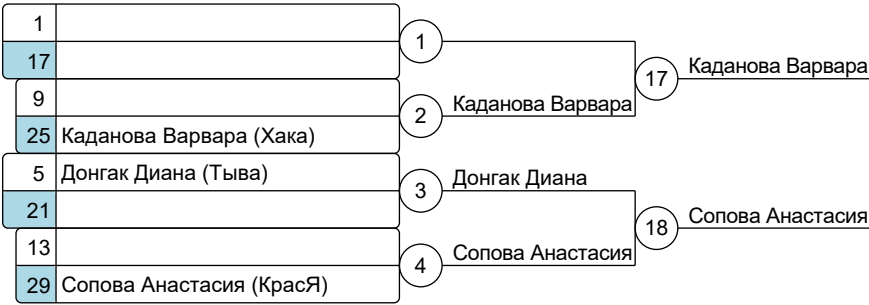 1
17
1
9
25 Каданова Варвара (Хака)
2
Каданова Варвара
17
Каданова Варвара
5 Донгак Диана (Тыва)
21
3
Донгак Диана
13
29 Сопова Анастасия (КрасЯ)
4
Сопова Анастасия
18
Сопова Анастасия